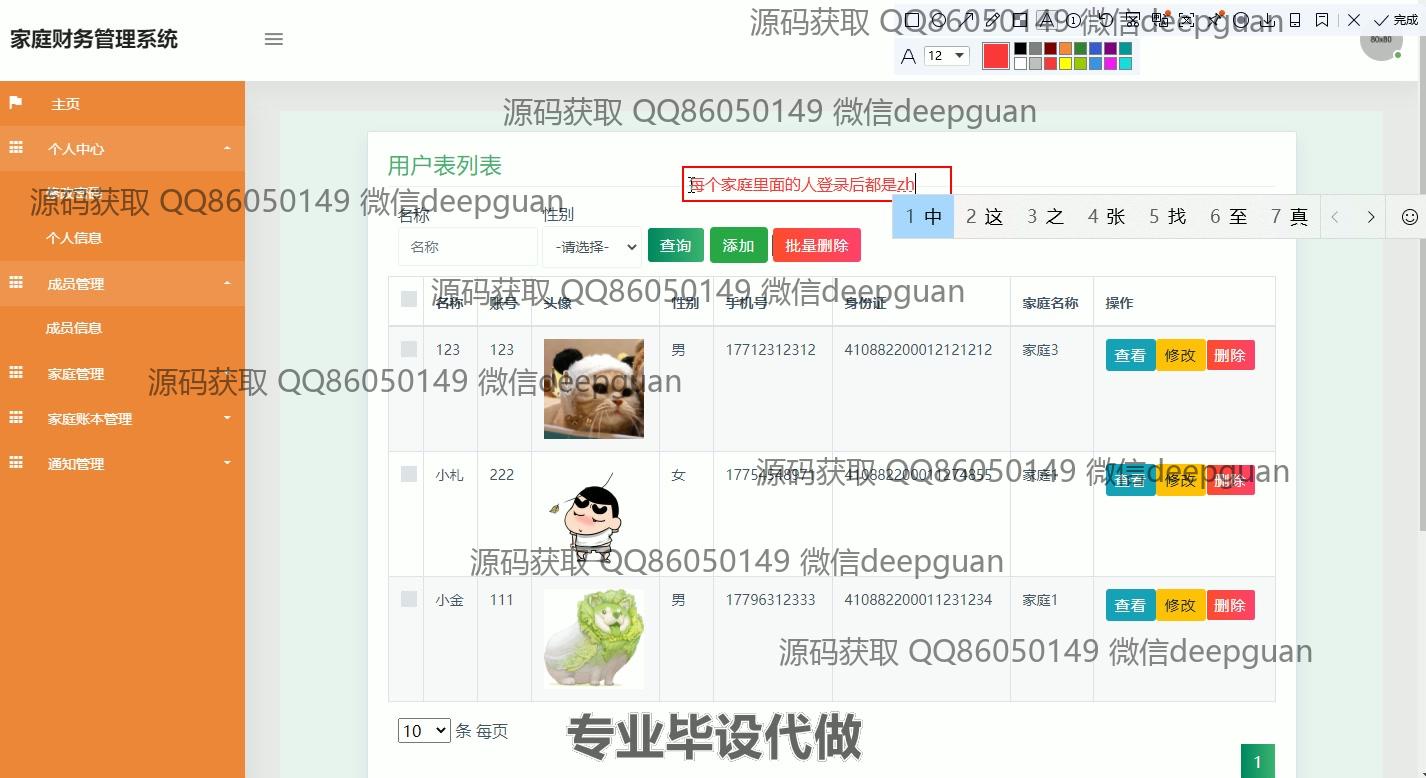 源码获取 QQ86050149 微信deepguan
完成
家庭财务管理系统
80x80
12
主页
源码获取 QQ86050149 微信deepguan
个人中心
用户表列表
每个家庭里面的人登录后都是zh
修改密码
源码获取 QQ86050149 微信deepguan
1 中 2 这 3 之 4 张 5 找 6 至 7 真
名称 性别
个人信息
名称 -请选择- 查询 添加 批量删除
成员管理
源码获取 QQ86050149 微信deepguan
名称 账号 头像 性别 手机号 身份证 家庭名称 操作
成员信息
123 123 男 17712312312 410882200012121212 家庭3 查看 修改 删除
家庭管理
源码获取 QQ86050149 微信deepguan
家庭账本管理
通知管理
源码获取 QQ86050149 微信deepguan
小札 222 女 17754548971 410882200011274855 家庭1 查看 修改 删除
源码获取 QQ86050149 微信deepguan
小金 111 男 17796312333 410882200011231234 家庭1 查看 修改 删除
源码获取 QQ86050149 微信deepguan
10 条 每页
专业毕设代做
1